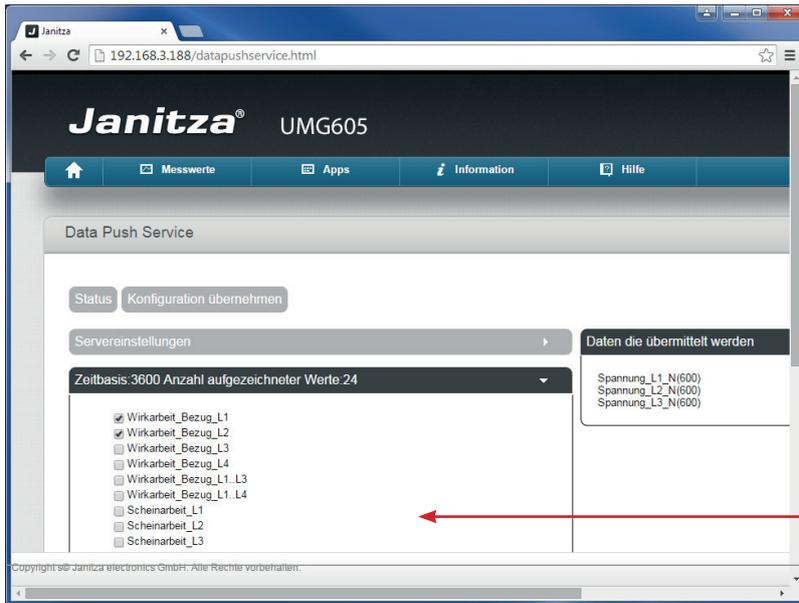 Janitza
192.168.3.188/datapushservice.html
Janitza® UMG605
Messwerte Apps Information Hilfe
Data Push Service
Status Konfiguration übernehmen
Servereinstellungen
Zeitbasis:3600 Anzahl aufgezeichneter Werte:24
Wirkarbeit_Bezug_L1
Wirkarbeit_Bezug_L2
Wirkarbeit_Bezug_L3
Wirkarbeit_Bezug_L4
Wirkarbeit_Bezug_L1..L3
Wirkarbeit_Bezug_L1..L4
Scheinarbeit_L1
Scheinarbeit_L2
Scheinarbeit_L3
Daten die übermittelt werden
Spannung_L1_N(600)
Spannung_L2_N(600)
Spannung_L3_N(600)
Copyright s© Janitza electronics GmbH. Alle Rechte vorbehalten.